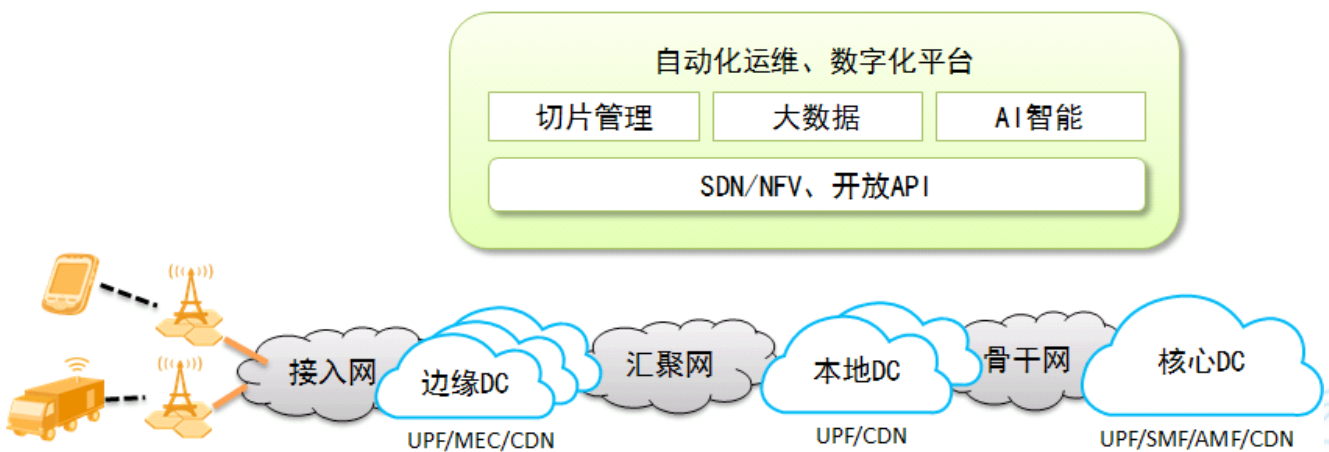 自动化运维、数字化平台
切片管理
大数据
AI智能
SDN/NFV、开放API
接入网
边缘DC
汇聚网
本地DC
骨干网
核心DC
UPF/MEC/CDN
UPF/CDN
UPF/SMF/AMF/CDN